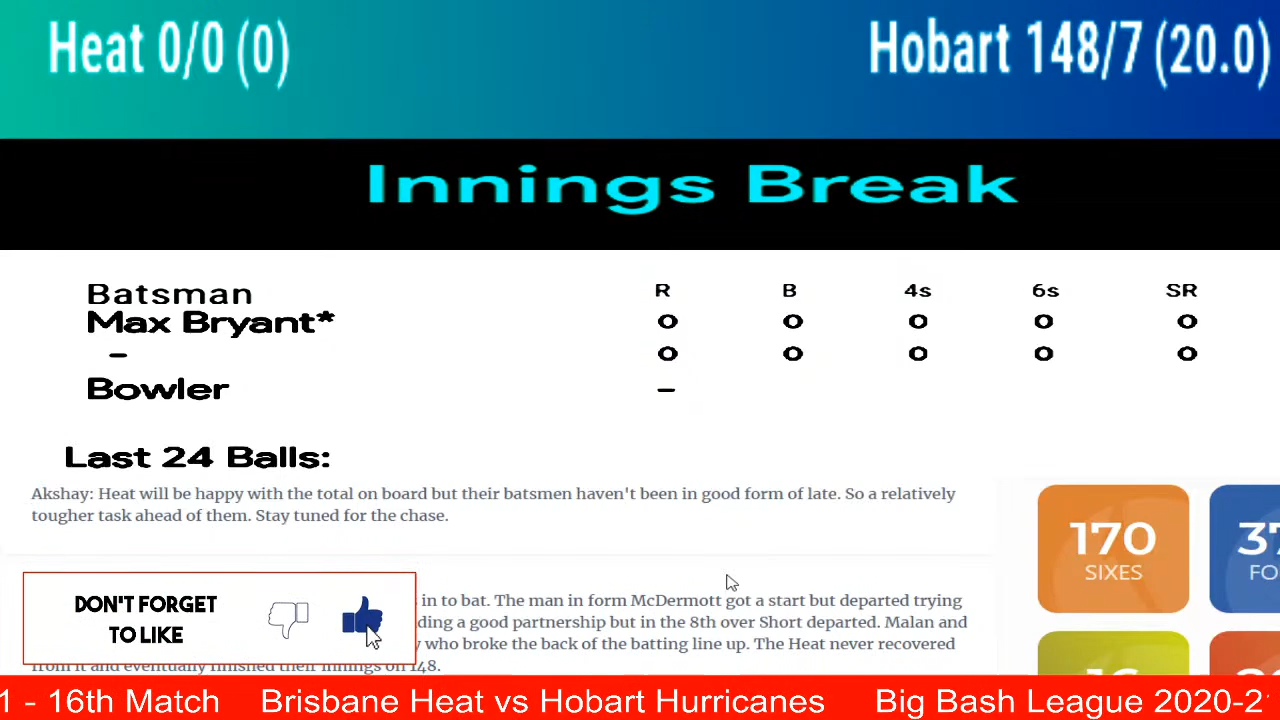 Heat 0/0 (0)
Hobart 148/7 (20.0)
Innings Break
Batsman R B 4s 6s SR
Max Bryant* 0 0 0 0 0
- 0 0 0 0 0
Bowler -
Last 24 Balls:
Akshay: Heat will be happy with the total on board but their batsmen haven't been in good form of late. So a relatively
tougher task ahead of them. Stay tuned for the chase.
170
SIXES
37
FO
DON'T FORGET
TO LIKE
in to bat. The man in form McDermott got a start but departed trying
ding a good partnership but in the 8th over Short departed. Malan and
who broke the back of the batting line up. The Heat never recovered
from it and eventually finished their innings on 148.
1 - 16th Match Brisbane Heat vs Hobart Hurricanes Big Bash League 2020-2